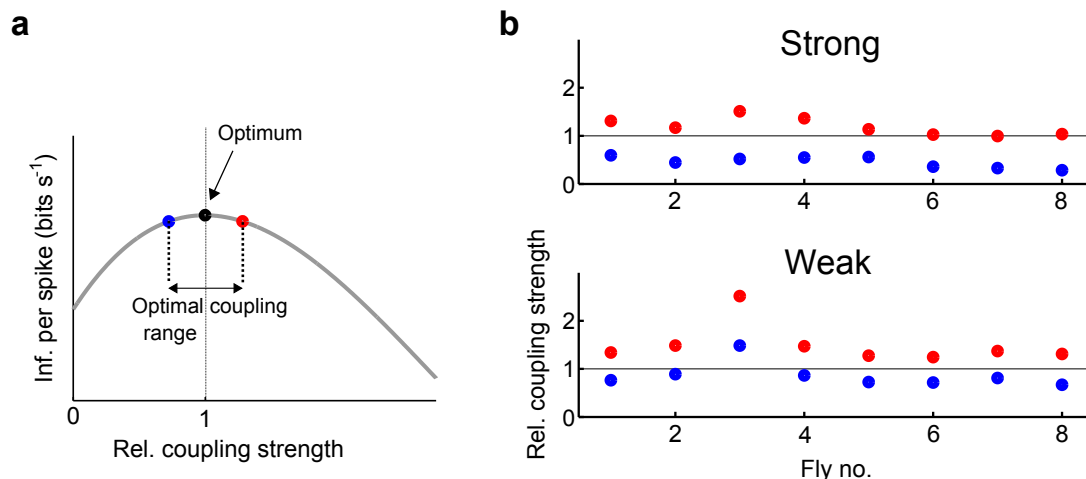 a
Inf. per spike (bits s⁻¹)
Optimum
Optimal coupling
range
0
1
Rel. coupling strength
b
Strong
2
1
0
2
4
6
8
Weak
2
1
0
2
4
6
8
Rel. coupling strength
Fly no.